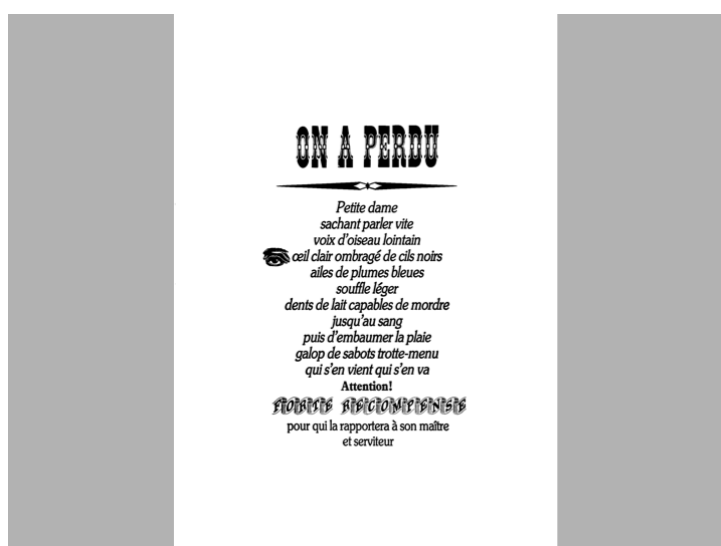 ON A PERDU
Petite dame
sachant parler vite
voix d'oiseau lointain
œil clair ombragé de cils noirs
ailes de plumes bleues
souffle léger
dents de lait capables de mordre
jusqu'au sang
puis d'embaumer la plaie
galop de sabots trotte-menu
qui s'en vient qui s'en va
Attention!
FORTE RECOMPENSE
pour qui la rapportera à son maître
et serviteur